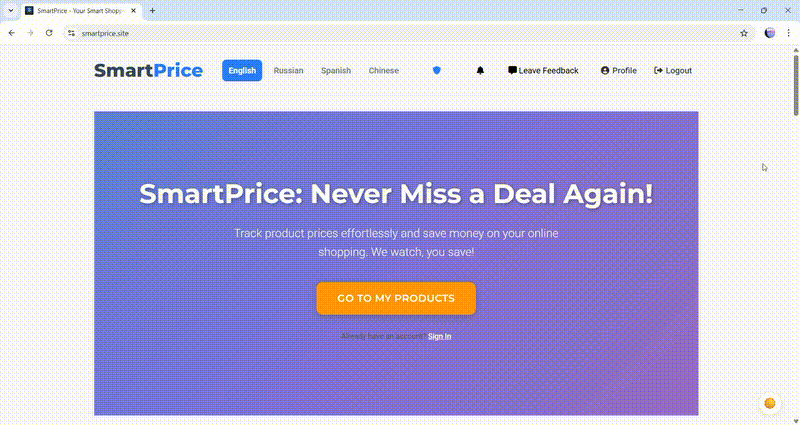 SmartPrice - Your Smart Shopp
smartprice.site
SmartPrice
English
Russian
Spanish
Chinese
Leave Feedback
Profile
Logout
SmartPrice: Never Miss a Deal Again!
Track product prices effortlessly and save money on your online
shopping. We watch, you save!
GO TO MY PRODUCTS
Already have an account? Sign In